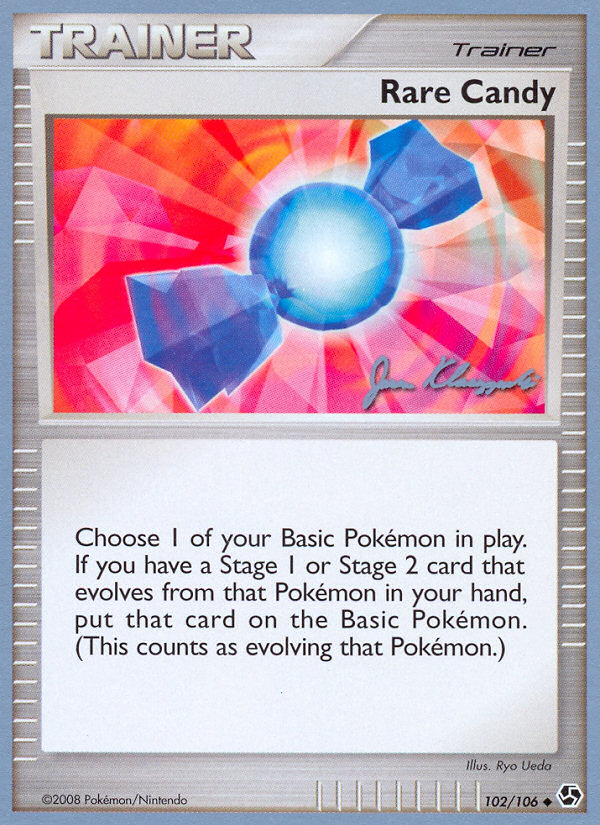 TRAINER
Trainer
Rare Candy
Choose 1 of your Basic Pokémon in play.
If you have a Stage 1 or Stage 2 card that
evolves from that Pokémon in your hand,
put that card on the Basic Pokémon.
(This counts as evolving that Pokémon.)
Illus. Ryo Ueda
©2008 Pokémon/Nintendo
102/106